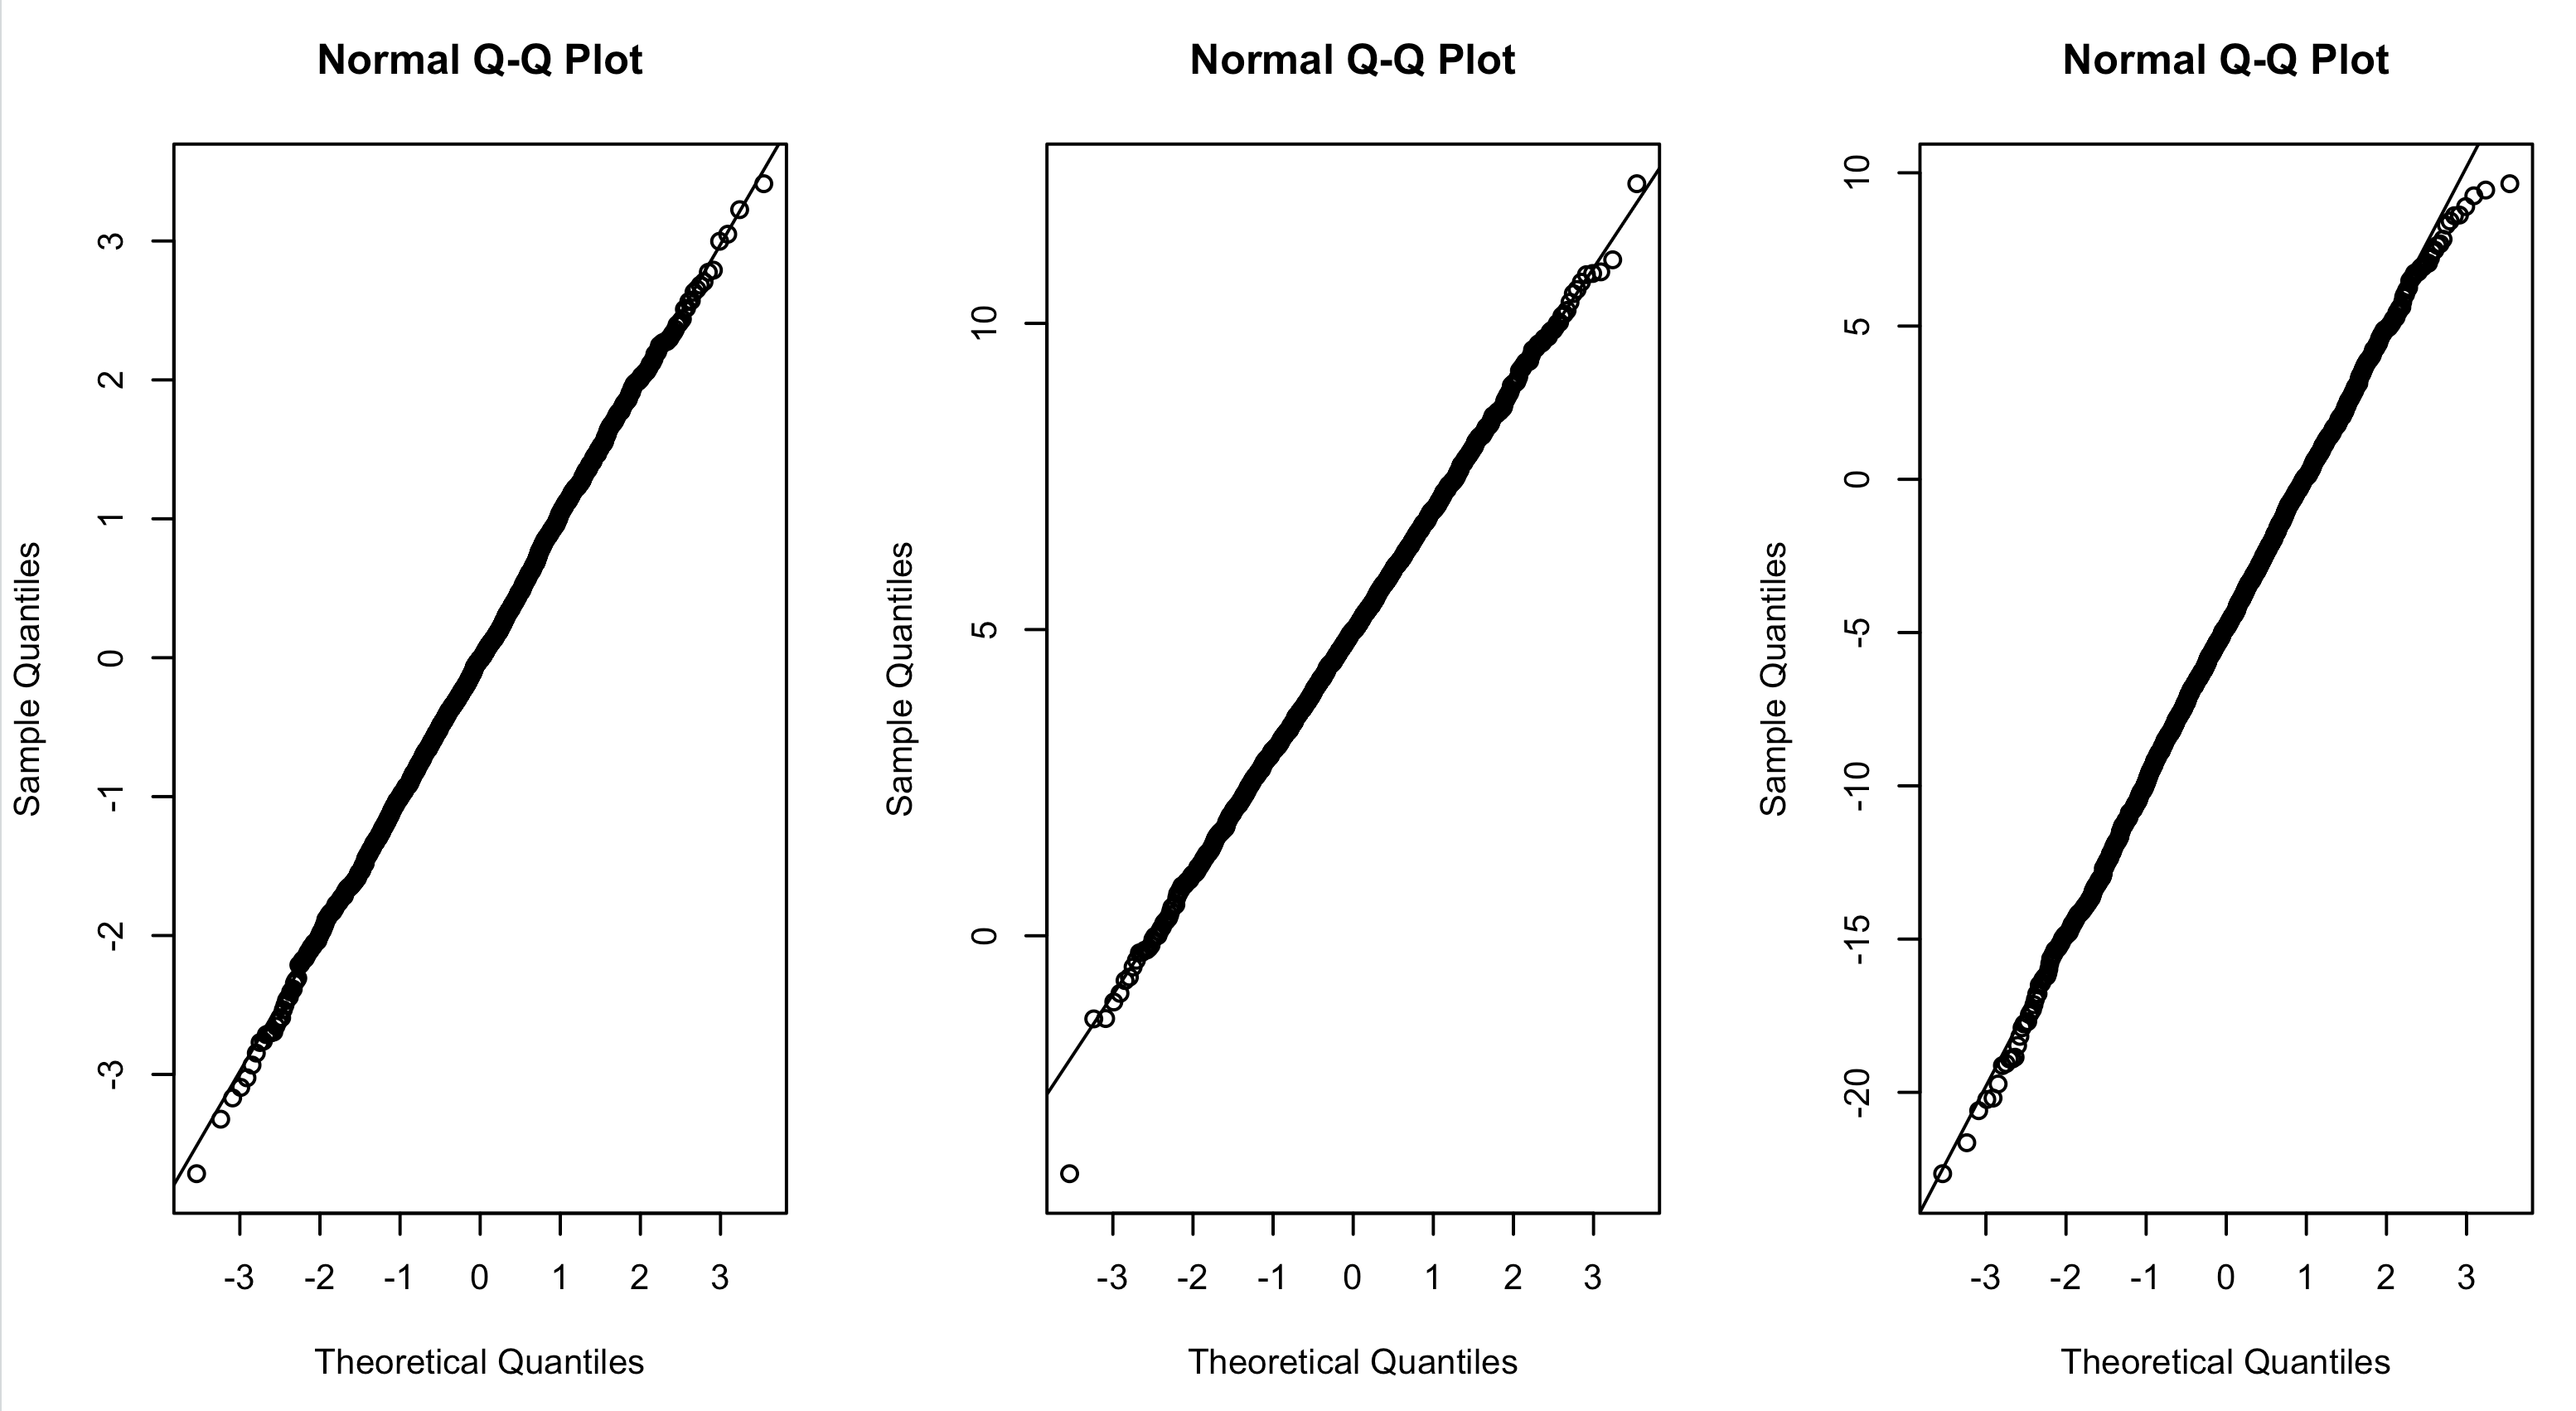 Normal Q-Q Plot
Sample Quantiles
3
2
1
0
-1
-2
-3
-3 -2 -1 0 1 2 3
Theoretical Quantiles
Normal Q-Q Plot
Sample Quantiles
10
5
0
-3 -2 -1 0 1 2 3
Theoretical Quantiles
Normal Q-Q Plot
Sample Quantiles
10
5
0
-5
-10
-15
-20
-3 -2 -1 0 1 2 3
Theoretical Quantiles